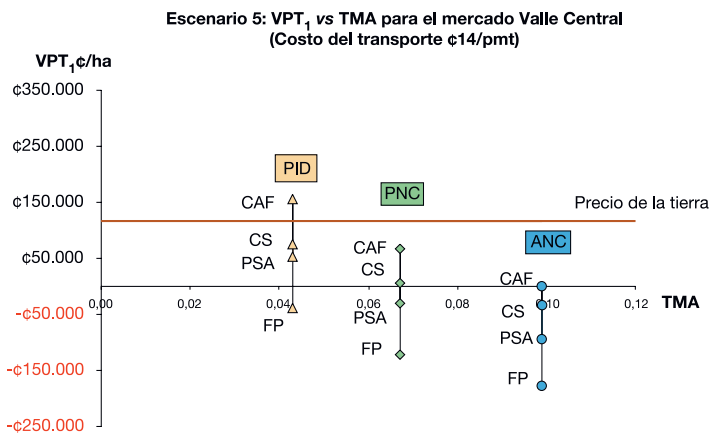 Escenario 5: VPT1 vs TMA para el mercado Valle Central
(Costo del transporte ¢14/pmt)
VPT1¢/ha
¢350.000
¢250.000
PID
PNC
¢150.000
CAF
Precio de la tierra
CS
CAF
ANC
¢50.000
PSA
CS
CAF
0,00
0,02
0,04
0,06
0,08
0,10
0,12
TMA
-¢50.000
FP
PSA
CS
FP
PSA
-¢150.000
FP
-¢250.000